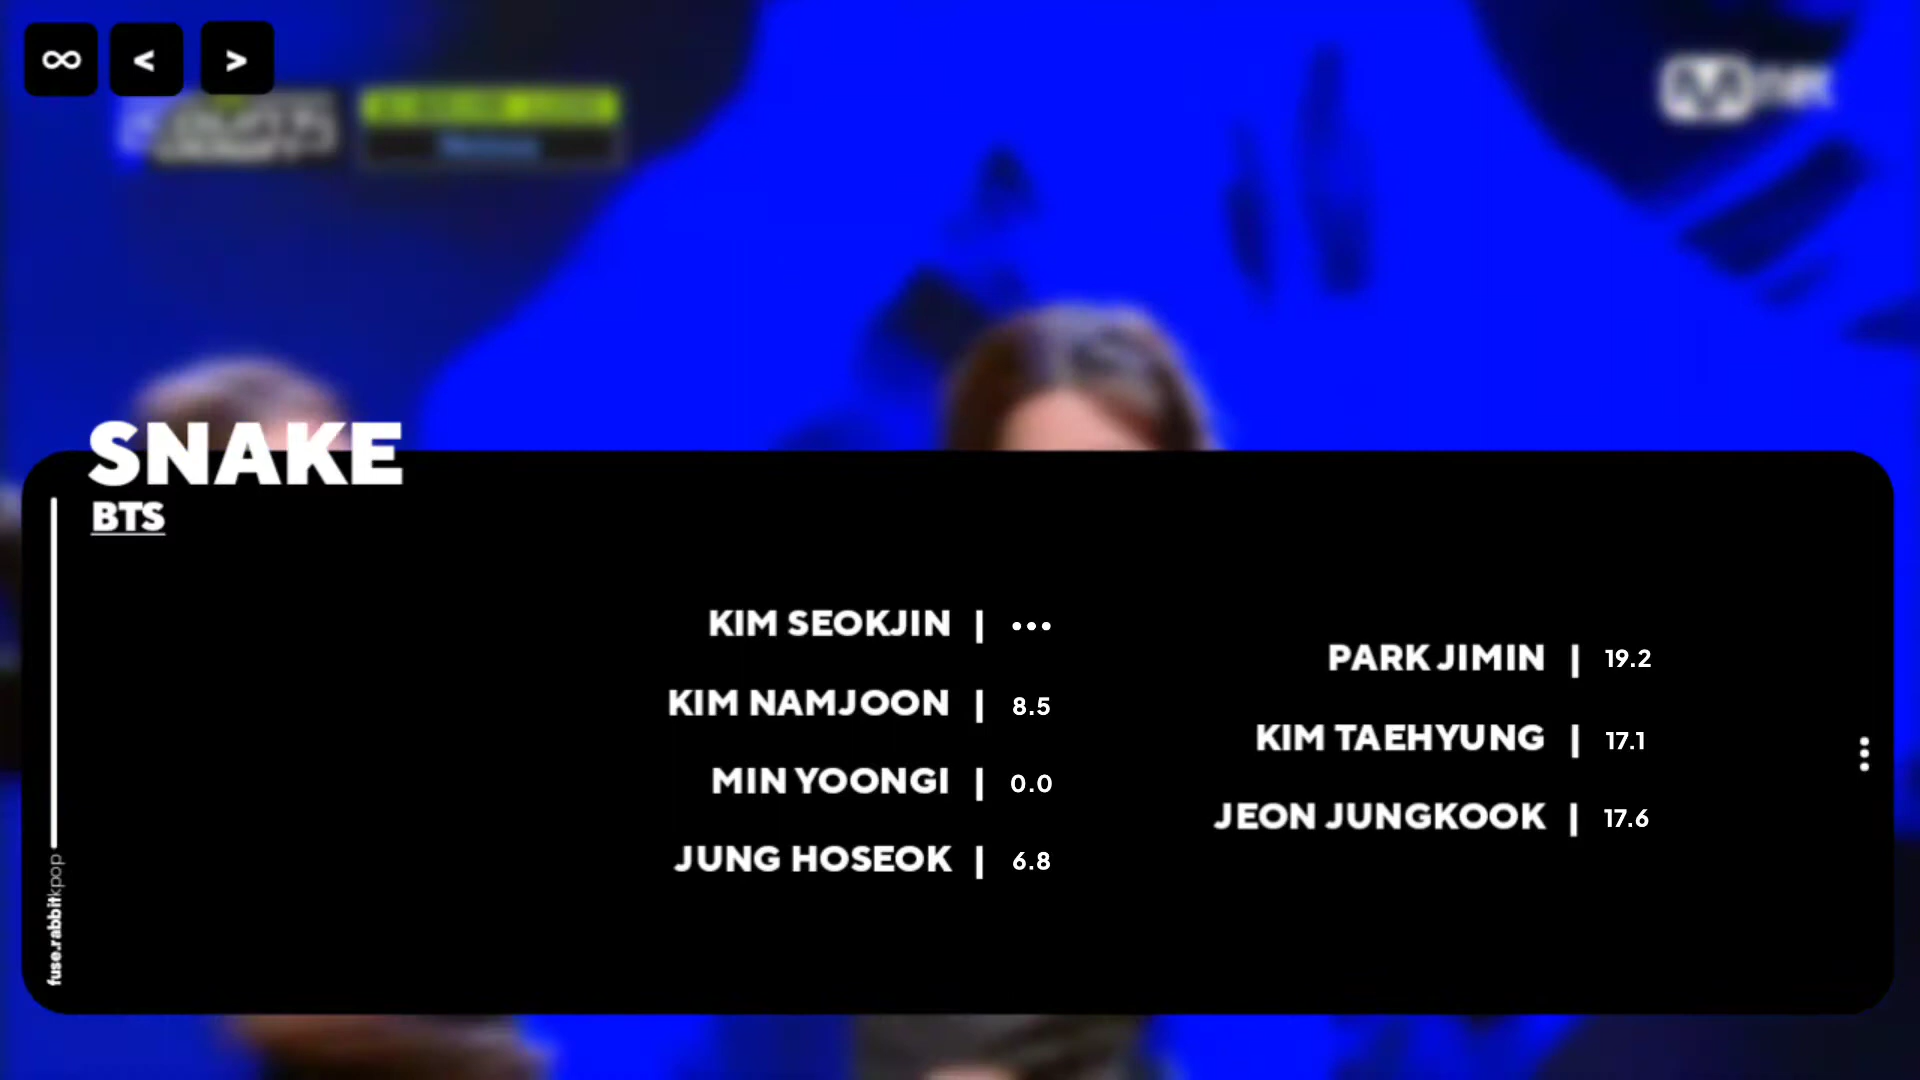 ∞ < >
Mnet
SNAKE
BTS
KIM SEOKJIN | •••
KIM NAMJOON | 8.5
MIN YOONGI | 0.0
JUNG HOSEOK | 6.8
PARK JIMIN | 19.2
KIM TAEHYUNG | 17.1
JEON JUNGKOOK | 17.6
fuse.rabbitkpop